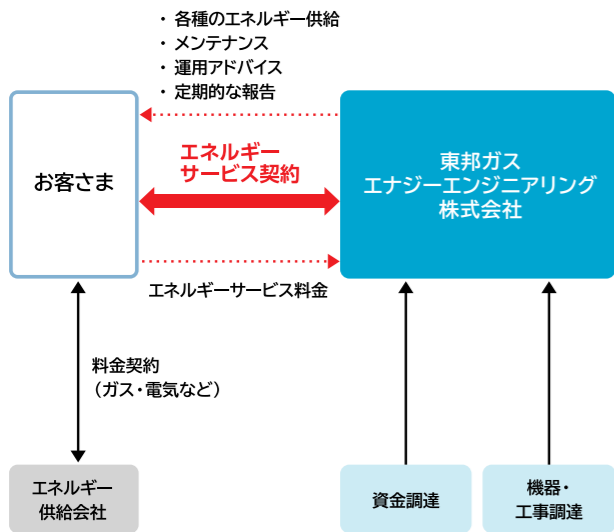 ・ 各種のエネルギー供給
・ メンテナンス
・ 運用アドバイス
・ 定期的な報告
お客さま
エネルギー
サービス契約
東邦ガス
エナジーエンジニアリング
株式会社
エネルギーサービス料金
料金契約
（ガス・電気など）
エネルギー
供給会社
資金調達
機器・
工事調達